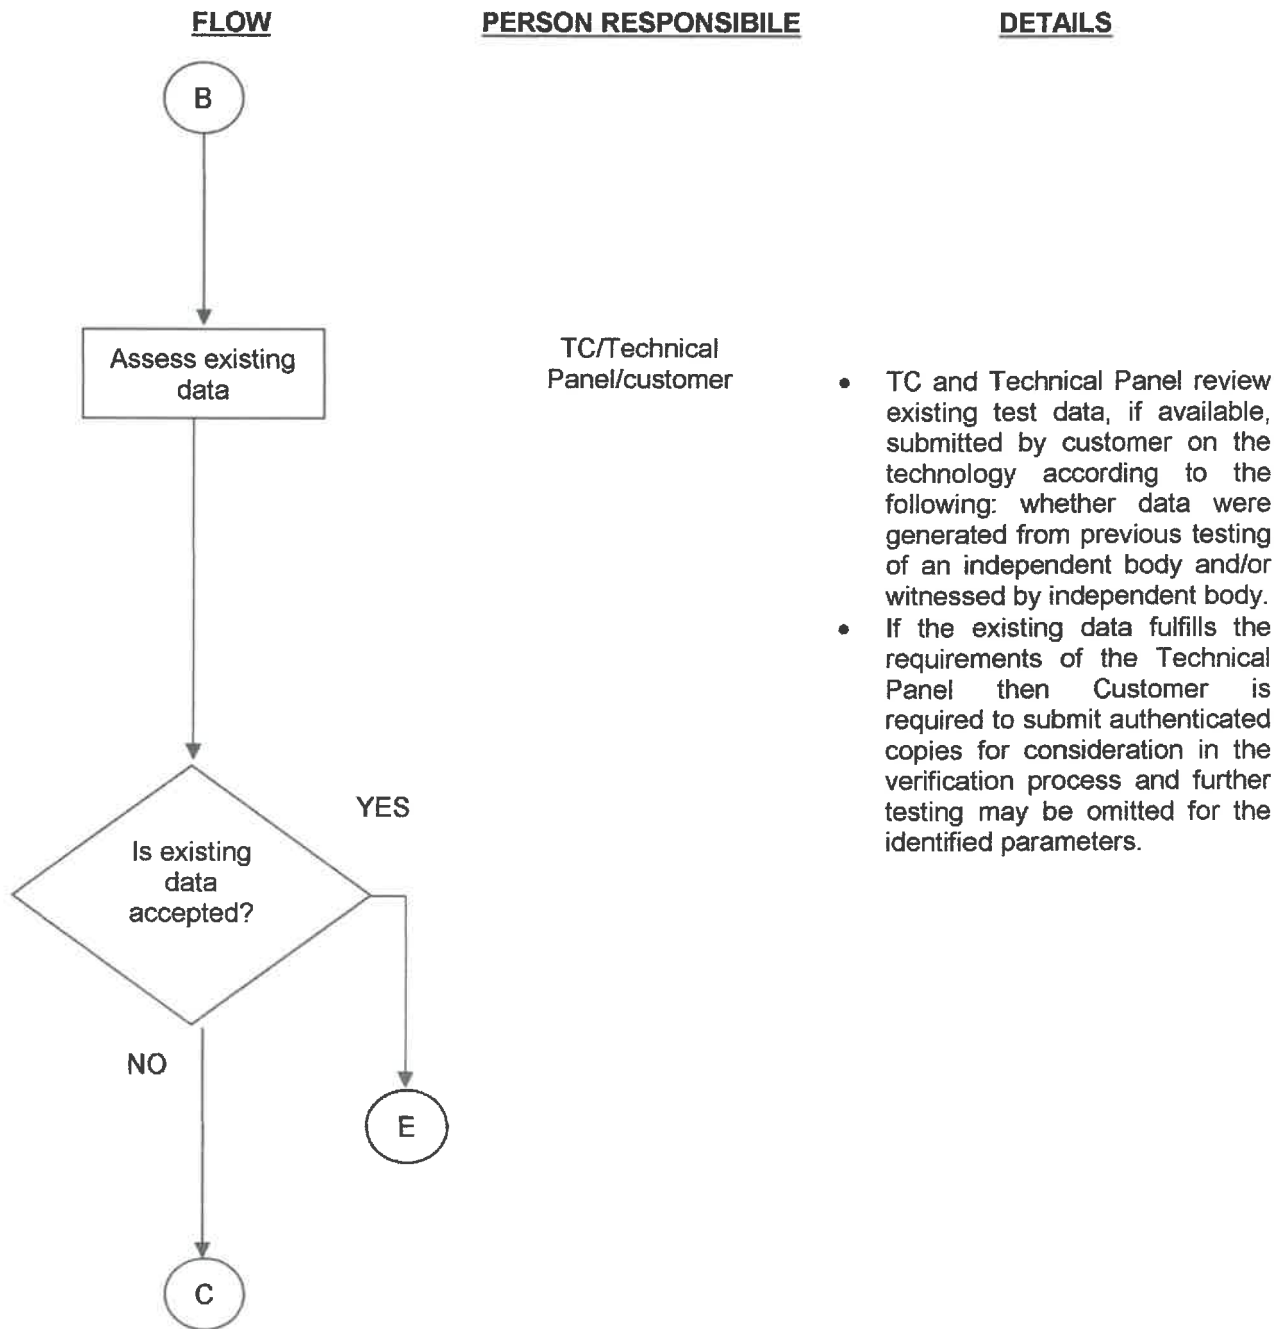 FLOW
PERSON RESPONSIBILE
DETAILS
B
Assess existing
data
TC/Technical
Panel/customer
• TC and Technical Panel review
existing test data, if available,
submitted by customer on the
technology according to the
following: whether data were
generated from previous testing
of an independent body and/or
witnessed by independent body.
• If the existing data fulfills the
requirements of the Technical
Panel then Customer is
required to submit authenticated
copies for consideration in the
verification process and further
testing may be omitted for the
identified parameters.
YES
Is existing
data
accepted?
NO
E
C